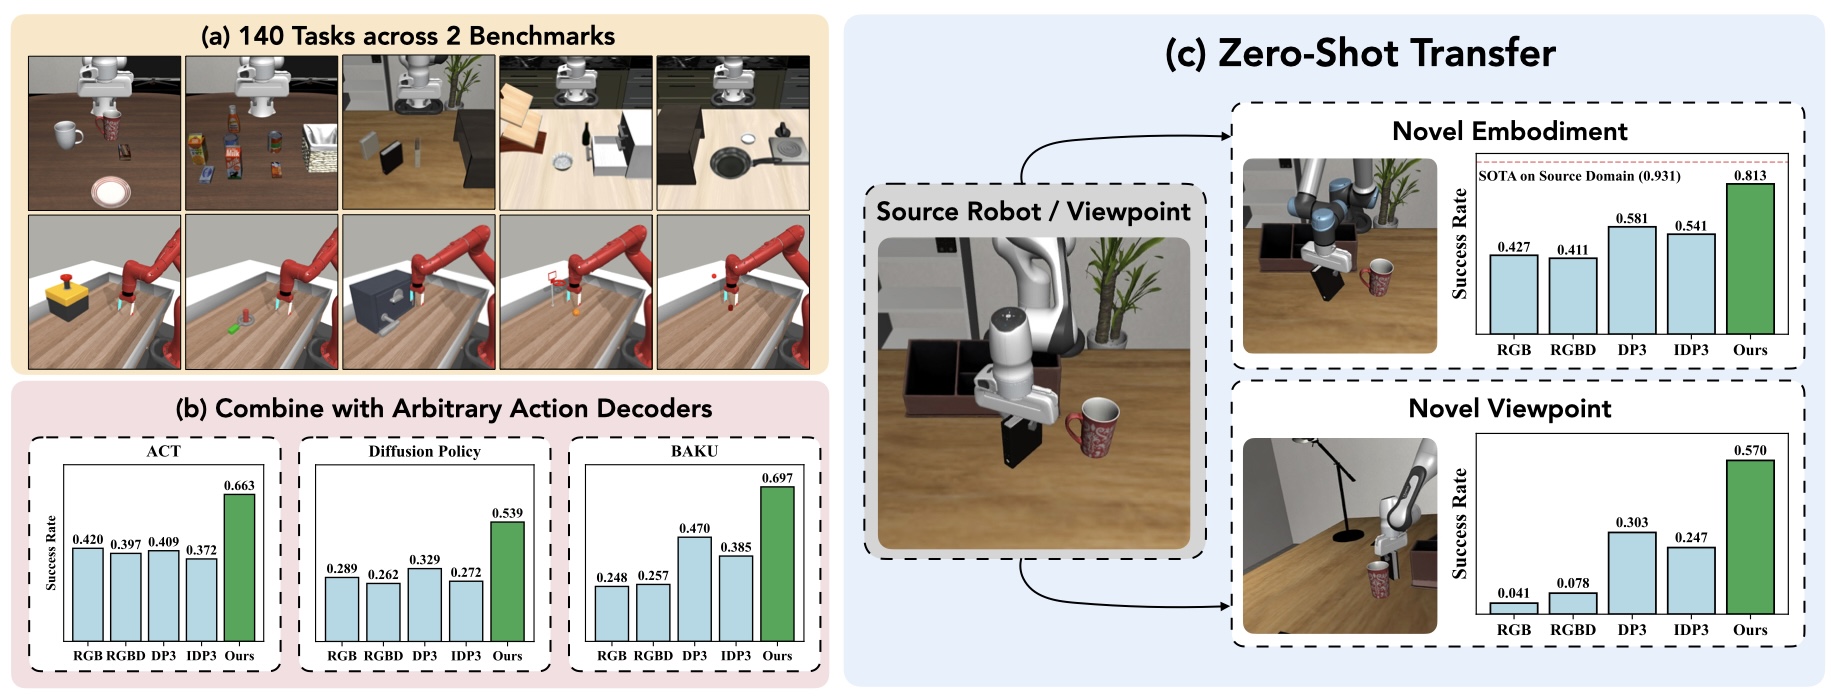 (a) 140 Tasks across 2 Benchmarks
(b) Combine with Arbitrary Action Decoders
ACT
Success Rate
0.420
0.397
0.409
0.372
0.663
RGB RGBD DP3 IDP3 Ours
Diffusion Policy
0.289
0.262
0.329
0.272
0.539
RGB RGBD DP3 IDP3 Ours
BAKU
0.248
0.257
0.470
0.385
0.697
RGB RGBD DP3 IDP3 Ours
(c) Zero-Shot Transfer
Source Robot / Viewpoint
Novel Embodiment
Success Rate
SOTA on Source Domain (0.931)
0.427
0.411
0.581
0.541
0.813
RGB RGBD DP3 IDP3 Ours
Novel Viewpoint
Success Rate
0.041
0.078
0.303
0.247
0.570
RGB RGBD DP3 IDP3 Ours